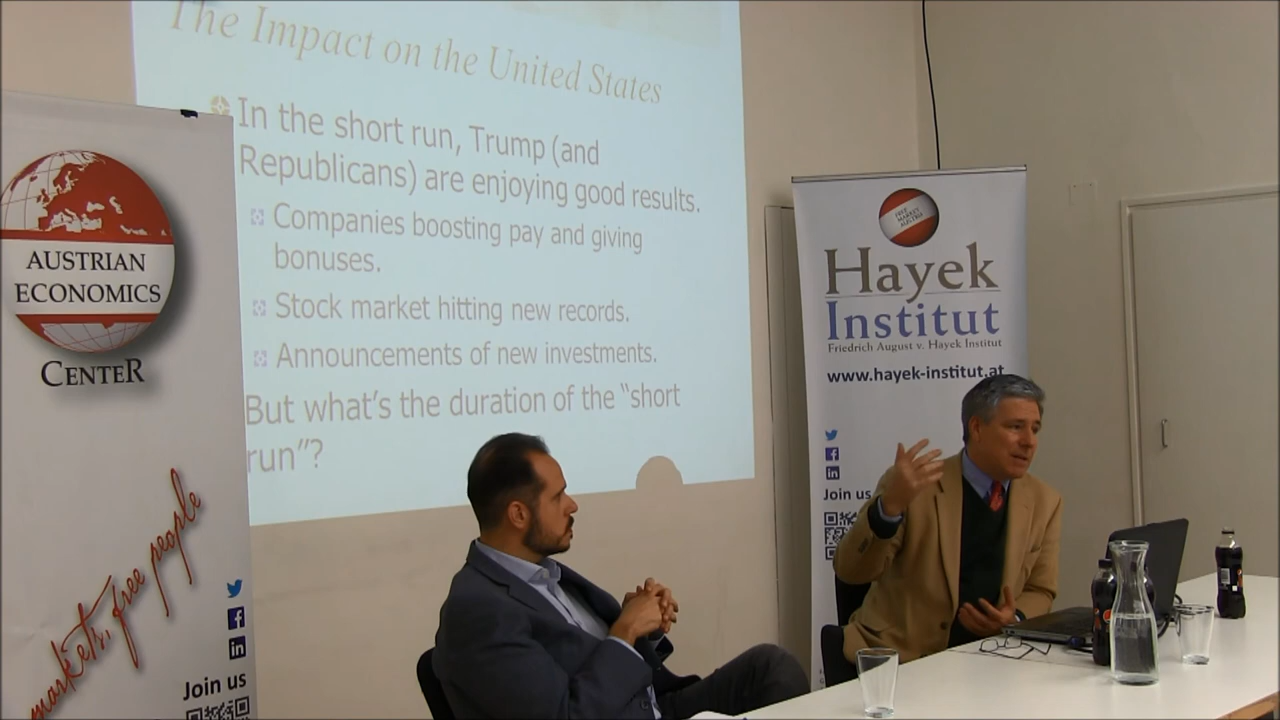 The Impact on the United States
In the short run, Trump (and
Republicans) are enjoying good results.
Companies boosting pay and giving
bonuses.
Stock market hitting new records.
Announcements of new investments.
But what's the duration of the "short
run"?
AUSTRIAN
ECONOMICS
CENTER
markets, free people
Join us
Hayek
Institut
Friedrich August v. Hayek Institut
www.hayek-institut.at
Join us